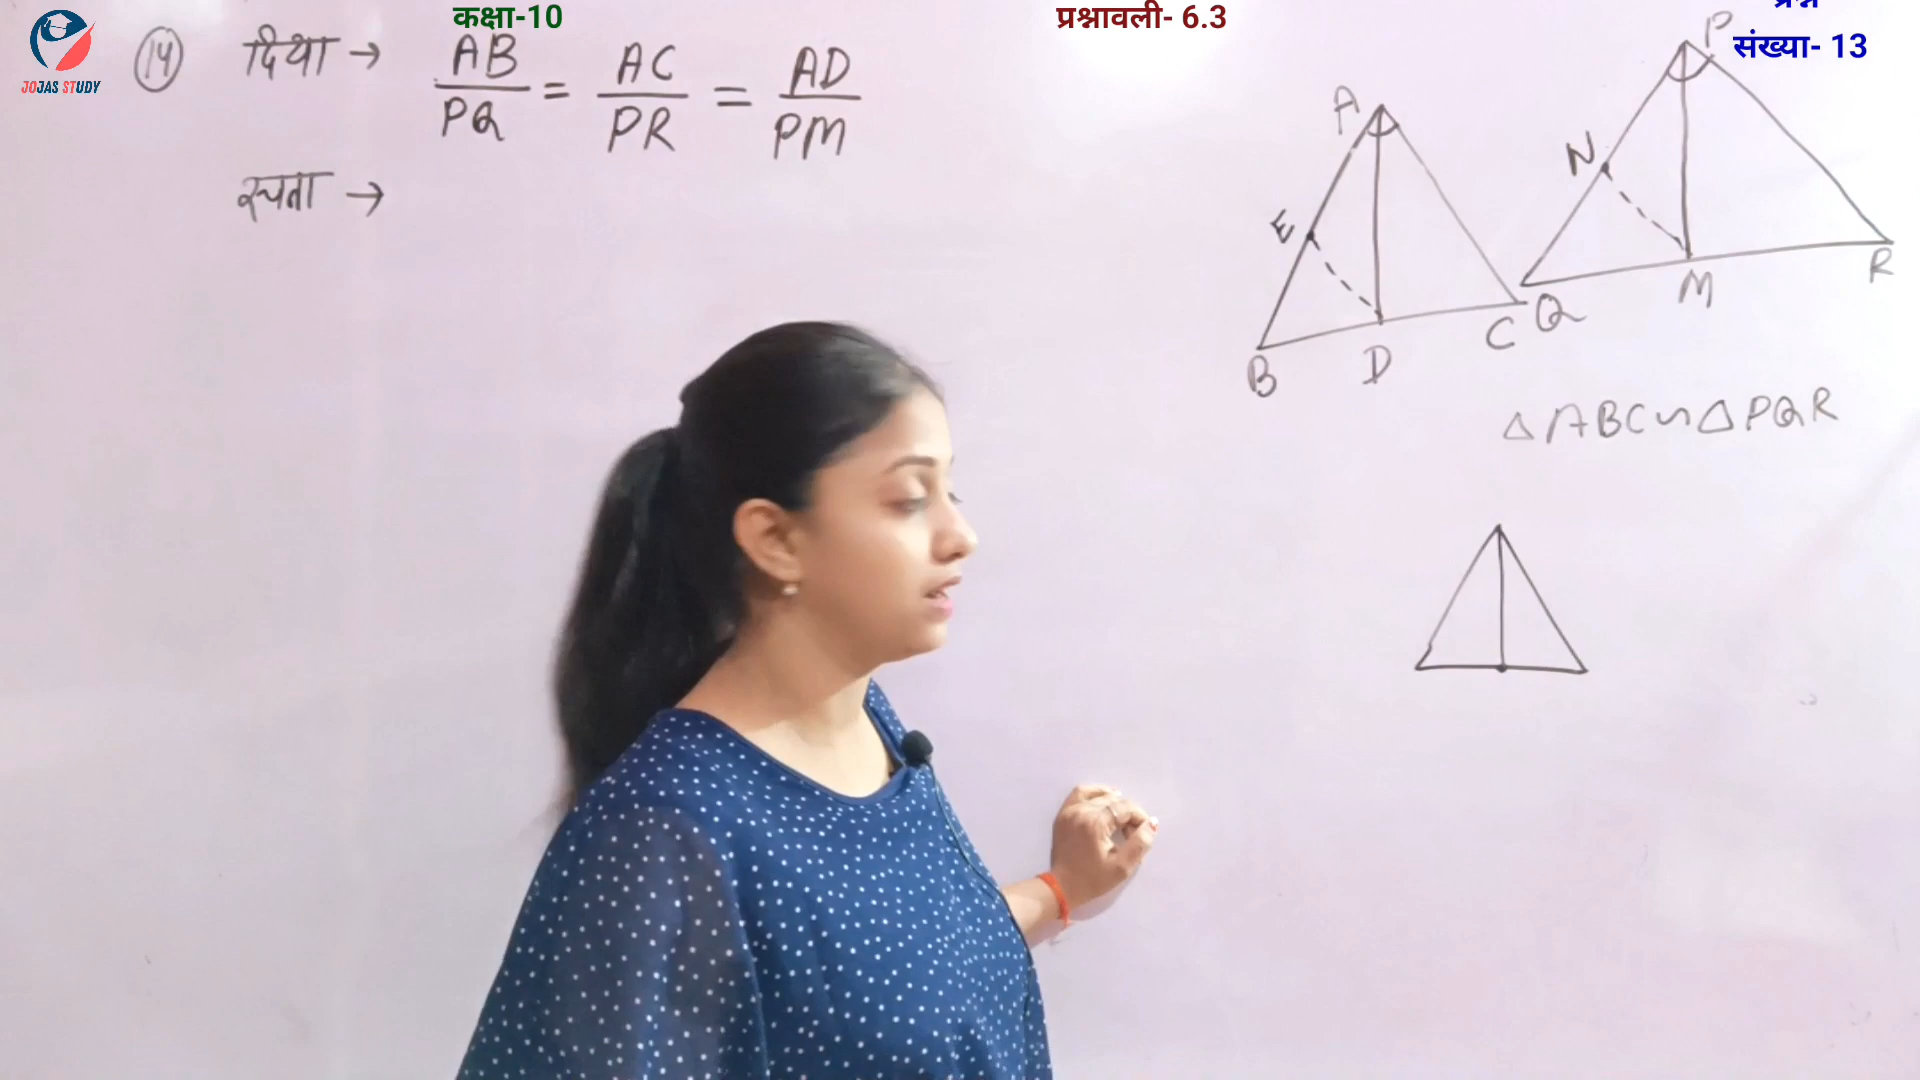 JOJAS STUDY
कक्षा-10
प्रश्नावली- 6.3
प्रश्न
संख्या- 13
14 दिया → AB/PQ = AC/PR = AD/PM
रचना →
A
E
B
D
C
P
N
Q
M
R
△ABC ~ △PQR